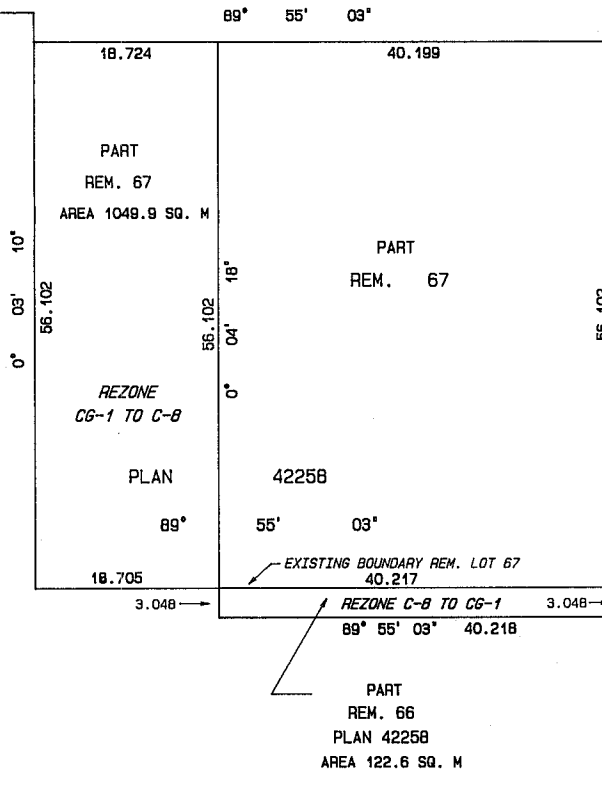 89° 55' 03"
18.724
40.199
PART
REM. 67
AREA 1049.9 SQ. M
PART
REM. 67
0° 03' 10"
56.102
56.102
0° 04' 18"
56.102
REZONE
CG-1 TO C-8
PLAN 42258
89° 55' 03"
EXISTING BOUNDARY REM. LOT 67
18.705
40.217
3.048
REZONE C-8 TO CG-1
3.048
89° 55' 03" 40.218
PART
REM. 66
PLAN 42258
AREA 122.6 SQ. M